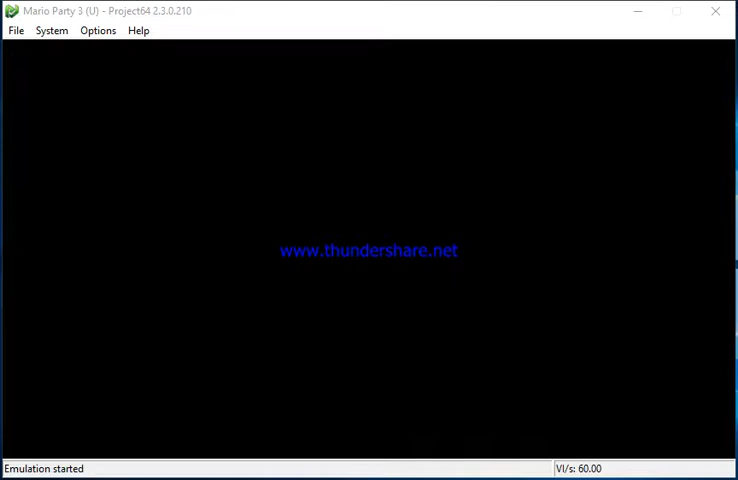 Mario Party 3 (U) - Project64 2.3.0.210
File System Options Help
www.thundershare.net
Emulation started VI/s: 60.00